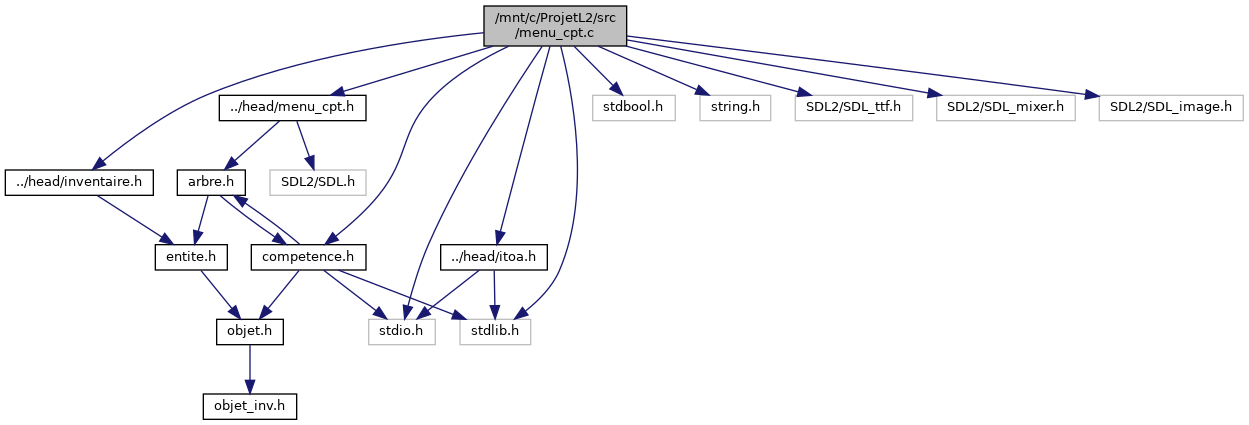 /mnt/c/ProjetL2/src
/menu_cpt.c
../head/menu_cpt.h
stdbool.h
string.h
SDL2/SDL_ttf.h
SDL2/SDL_mixer.h
SDL2/SDL_image.h
../head/inventaire.h
arbre.h
SDL2/SDL.h
entite.h
competence.h
../head/itoa.h
objet.h
stdio.h
stdlib.h
objet_inv.h